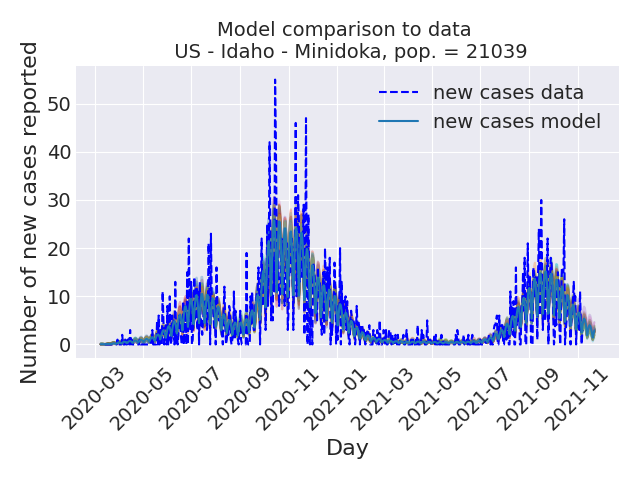 Model comparison to data
US - Idaho - Minidoka, pop. = 21039
Number of new cases reported
50
40
30
20
10
0
new cases data
new cases model
2020-03
2020-05
2020-07
2020-09
2020-11
2021-01
2021-03
2021-05
2021-07
2021-09
2021-11
Day